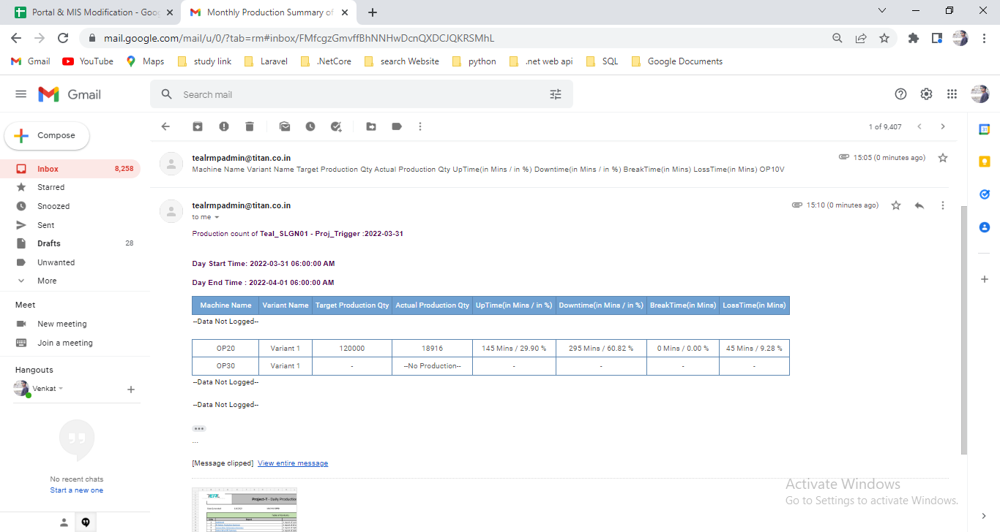 Portal & MIS Modification - Goog
Monthly Production Summary of
mail.google.com/mail/u/0/?tab=rm#inbox/FMfcgzGmvffBhNNHwDcnQXDCJQKRSMhL
Gmail YouTube Maps study link Laravel .NetCore search Website python .net web api SQL Google Documents
Gmail
Search mail
Compose
1 of 9,407
Inbox 8,258
Starred
Snoozed
Sent
Drafts 28
Unwanted
More
Meet
New meeting
Join a meeting
Hangouts
Venkat
No recent chats
Start a new one
tealrmpadmin@titan.co.in 15:05 (0 minutes ago)
Machine Name Variant Name Target Production Qty Actual Production Qty UpTime(in Mins / in %) Downtime(in Mins / in %) BreakTime(in Mins) LossTime(in Mins) OP10V
tealrmpadmin@titan.co.in 15:10 (0 minutes ago)
to me
Production count of Teal_SLGN01 - Proj_Trigger :2022-03-31
Day Start Time: 2022-03-31 06:00:00 AM
Day End Time : 2022-04-01 06:00:00 AM
Machine Name Variant Name Target Production Qty Actual Production Qty UpTime(in Mins / in %) Downtime(in Mins / in %) BreakTime(in Mins) LossTime(in Mins)
--Data Not Logged--
OP20 Variant 1 120000 18916 145 Mins / 29.90 % 295 Mins / 60.82 % 0 Mins / 0.00 % 45 Mins / 9.28 %
OP30 Variant 1 - --No Production-- - - - -
--Data Not Logged--
--Data Not Logged--
...
[Message clipped] View entire message
TEAL
Project-T - Daily Production
Activate Windows
Go to Settings to activate Windows.
31